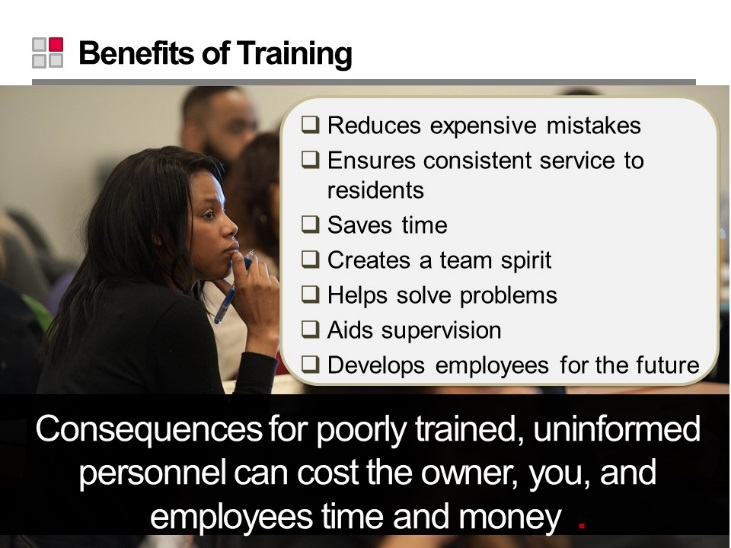 Benefits of Training
❑ Reduces expensive mistakes
❑ Ensures consistent service to
residents
❑ Saves time
❑ Creates a team spirit
❑ Helps solve problems
❑ Aids supervision
❑ Develops employees for the future
Consequences for poorly trained, uninformed
personnel can cost the owner, you, and
employees time and money .